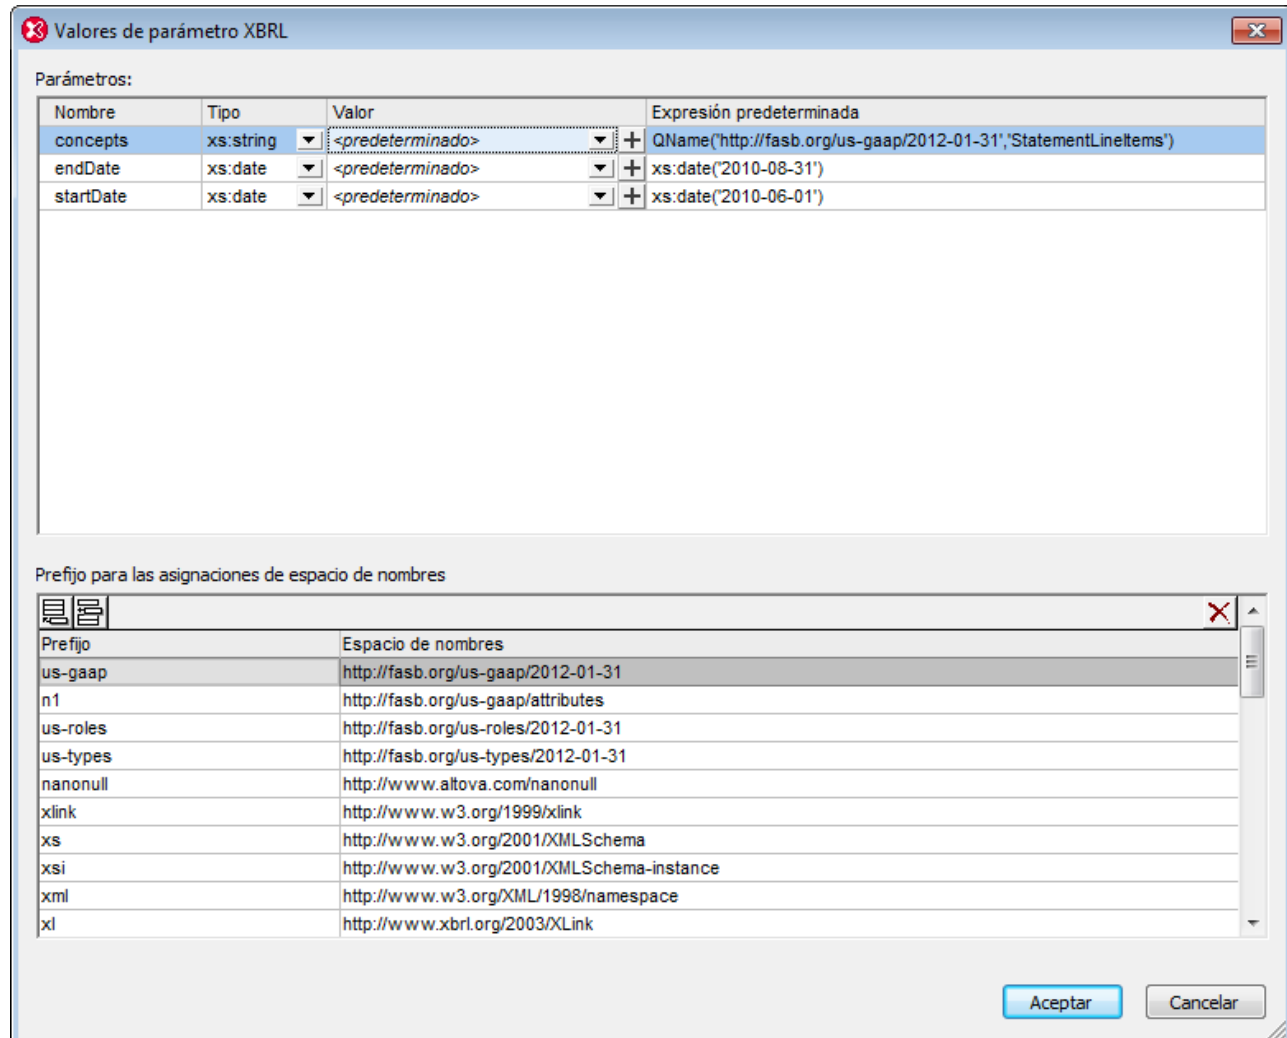 Valores de parámetro XBRL
Parámetros:
Nombre Tipo Valor Expresión predeterminada
concepts xs:string <predeterminado> QName('http://fasb.org/us-gaap/2012-01-31','StatementLineItems')
endDate xs:date <predeterminado> xs:date('2010-08-31')
startDate xs:date <predeterminado> xs:date('2010-06-01')
Prefijo para las asignaciones de espacio de nombres
Prefijo Espacio de nombres
us-gaap http://fasb.org/us-gaap/2012-01-31
n1 http://fasb.org/us-gaap/attributes
us-roles http://fasb.org/us-roles/2012-01-31
us-types http://fasb.org/us-types/2012-01-31
nanonull http://www.altova.com/nanonull
xlink http://www.w3.org/1999/xlink
xs http://www.w3.org/2001/XMLSchema
xsi http://www.w3.org/2001/XMLSchema-instance
xml http://www.w3.org/XML/1998/namespace
xl http://www.xbrl.org/2003/XLink
Aceptar Cancelar